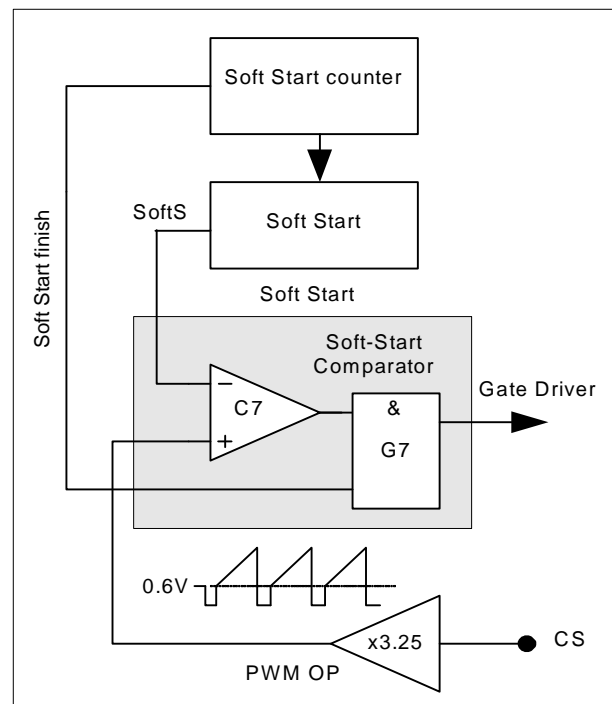 Soft Start counter
SoftS
Soft Start
Soft Start finish
Soft Start
Soft-Start
Comparator
Gate Driver
−
C7
+
&
G7
0.6V
x3.25
CS
PWM OP